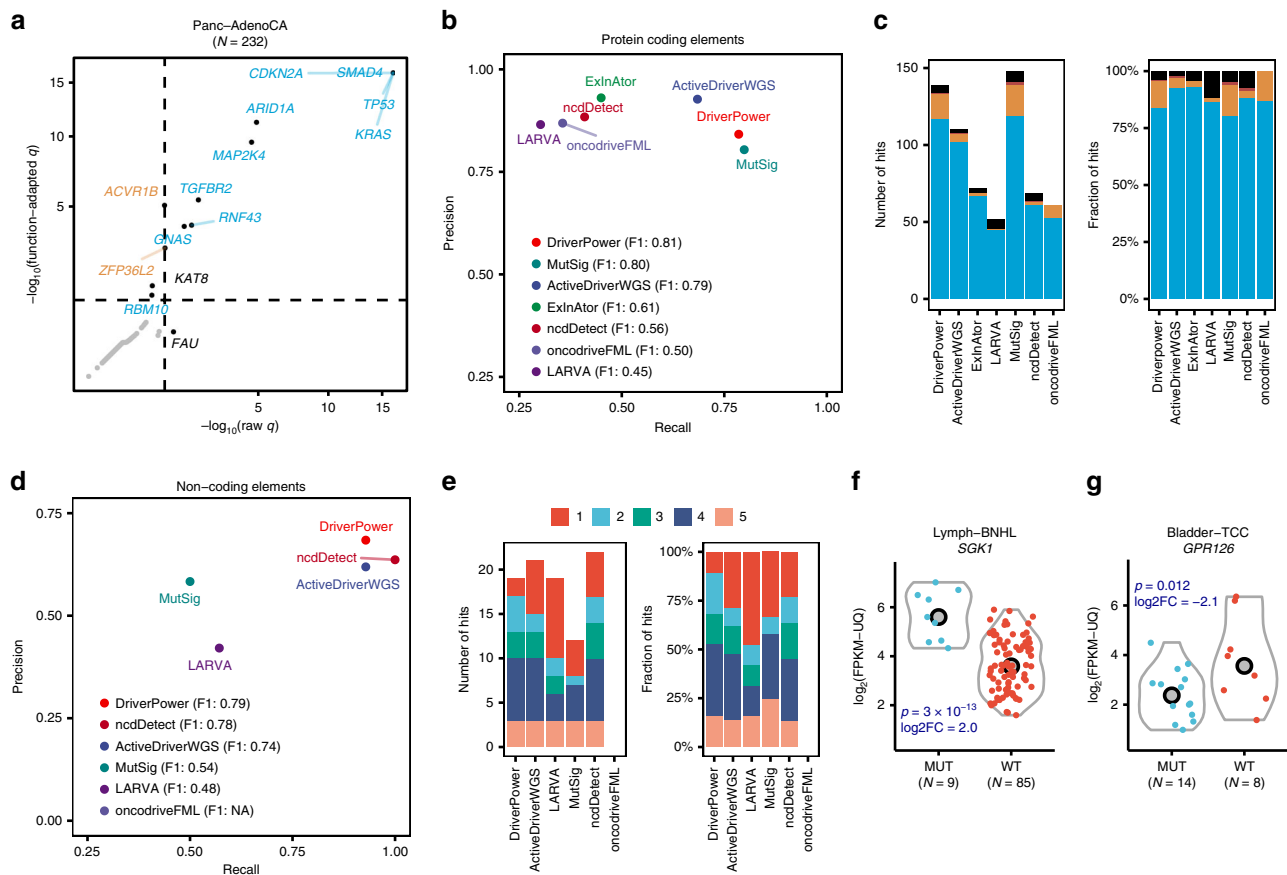 a
Panc–AdenoCA
(N = 232)
CDKN2A
SMAD4
TP53
KRAS
ARID1A
MAP2K4
ACVR1B
TGFBR2
RNF43
GNAS
ZFP36L2
KAT8
RBM10
FAU
15
10
5
–log10(function–adapted q)
5
10
15
–log10(raw q)
b
Protein coding elements
1.00
0.75
0.50
0.25
Precision
ExInAtor
ActiveDriverWGS
ncdDetect
DriverPower
LARVA
oncodriveFML
MutSig
DriverPower (F1: 0.81)
MutSig (F1: 0.80)
ActiveDriverWGS (F1: 0.79)
ExInAtor (F1: 0.61)
ncdDetect (F1: 0.56)
oncodriveFML (F1: 0.50)
LARVA (F1: 0.45)
0.25
0.50
0.75
1.00
Recall
c
150
100
50
0
Number of hits
DriverPower
ActiveDriverWGS
ExInAtor
LARVA
MutSig
ncdDetect
oncodriveFML
100%
75%
50%
25%
0%
Fraction of hits
Driverpower
ActiveDriverWGS
ExInAtor
LARVA
MutSig
ncdDetect
oncodriveFML
d
Non–coding elements
0.75
0.50
0.25
0.00
Precision
DriverPower
ncdDetect
ActiveDriverWGS
MutSig
LARVA
DriverPower (F1: 0.79)
ncdDetect (F1: 0.78)
ActiveDriverWGS (F1: 0.74)
MutSig (F1: 0.54)
LARVA (F1: 0.48)
oncodriveFML (F1: NA)
0.25
0.50
0.75
1.00
Recall
e
1
2
3
4
5
20
15
10
5
0
Number of hits
DriverPower
ActiveDriverWGS
LARVA
MutSig
ncdDetect
oncodriveFML
100%
75%
50%
25%
0%
Fraction of hits
DriverPower
ActiveDriverWGS
LARVA
MutSig
ncdDetect
oncodriveFML
f
Lymph–BNHL
SGK1
6
4
2
log2(FPKM–UQ)
p = 3 × 10–13
log2FC = 2.0
MUT
(N = 9)
WT
(N = 85)
g
Bladder–TCC
GPR126
p = 0.012
log2FC = –2.1
6
4
2
log2(FPKM–UQ)
MUT
(N = 14)
WT
(N = 8)